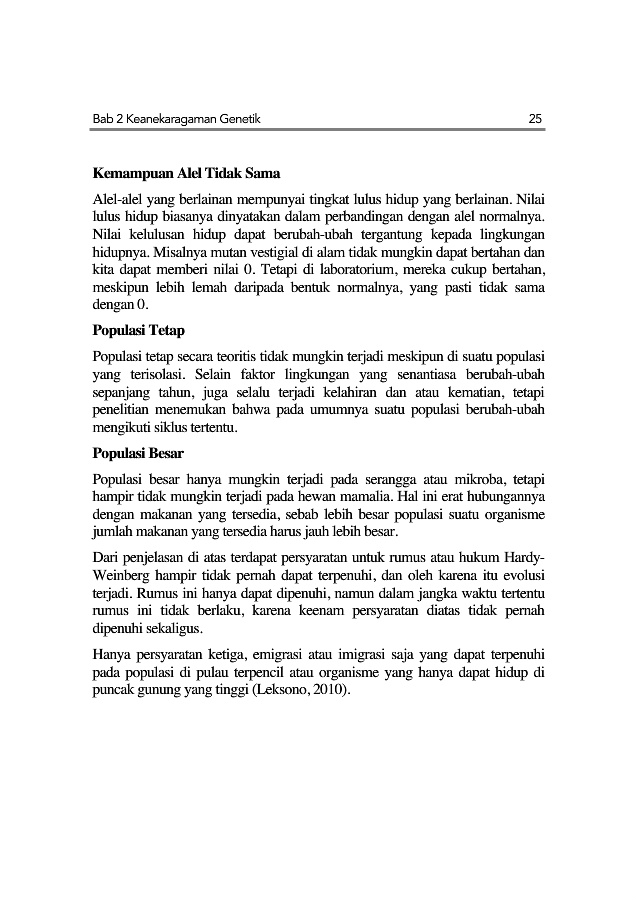 Bab 2 Keanekaragaman Genetik 25
Kemampuan Alel Tidak Sama
Alel-alel yang berlainan mempunyai tingkat lulus hidup yang berlainan. Nilai
lulus hidup biasanya dinyatakan dalam perbandingan dengan alel normalnya.
Nilai kelulusan hidup dapat berubah-ubah tergantung kepada lingkungan
hidupnya. Misalnya mutan vestigial di alam tidak mungkin dapat bertahan dan
kita dapat memberi nilai 0. Tetapi di laboratorium, mereka cukup bertahan,
meskipun lebih lemah daripada bentuk normalnya, yang pasti tidak sama
dengan 0.
Populasi Tetap
Populasi tetap secara teoritis tidak mungkin terjadi meskipun di suatu populasi
yang terisolasi. Selain faktor lingkungan yang senantiasa berubah-ubah
sepanjang tahun, juga selalu terjadi kelahiran dan atau kematian, tetapi
penelitian menemukan bahwa pada umumnya suatu populasi berubah-ubah
mengikuti siklus tertentu.
Populasi Besar
Populasi besar hanya mungkin terjadi pada serangga atau mikroba, tetapi
hampir tidak mungkin terjadi pada hewan mamalia. Hal ini erat hubungannya
dengan makanan yang tersedia, sebab lebih besar populasi suatu organisme
jumlah makanan yang tersedia harus jauh lebih besar.
Dari penjelasan di atas terdapat persyaratan untuk rumus atau hukum Hardy-
Weinberg hampir tidak pernah dapat terpenuhi, dan oleh karena itu evolusi
terjadi. Rumus ini hanya dapat dipenuhi, namun dalam jangka waktu tertentu
rumus ini tidak berlaku, karena keenam persyaratan diatas tidak pernah
dipenuhi sekaligus.
Hanya persyaratan ketiga, emigrasi atau imigrasi saja yang dapat terpenuhi
pada populasi di pulau terpencil atau organisme yang hanya dapat hidup di
puncak gunung yang tinggi (Leksono, 2010).